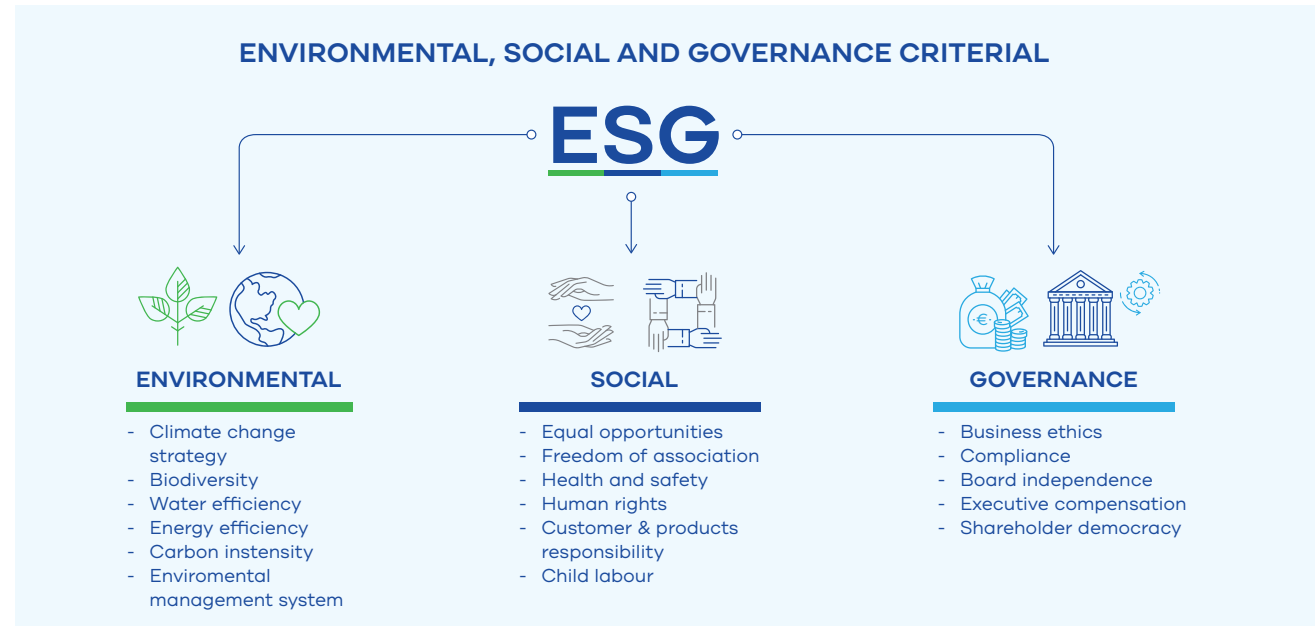 ENVIRONMENTAL, SOCIAL AND GOVERNANCE CRITERIAL
ESG
€
ENVIRONMENTAL
- Climate change
strategy
- Biodiversity
- Water efficiency
- Energy efficiency
- Carbon instensity
- Enviromental
management system
SOCIAL
- Equal opportunities
- Freedom of association
- Health and safety
- Human rights
- Customer & products
responsibility
- Child labour
GOVERNANCE
- Business ethics
- Compliance
- Board independence
- Executive compensation
- Shareholder democracy